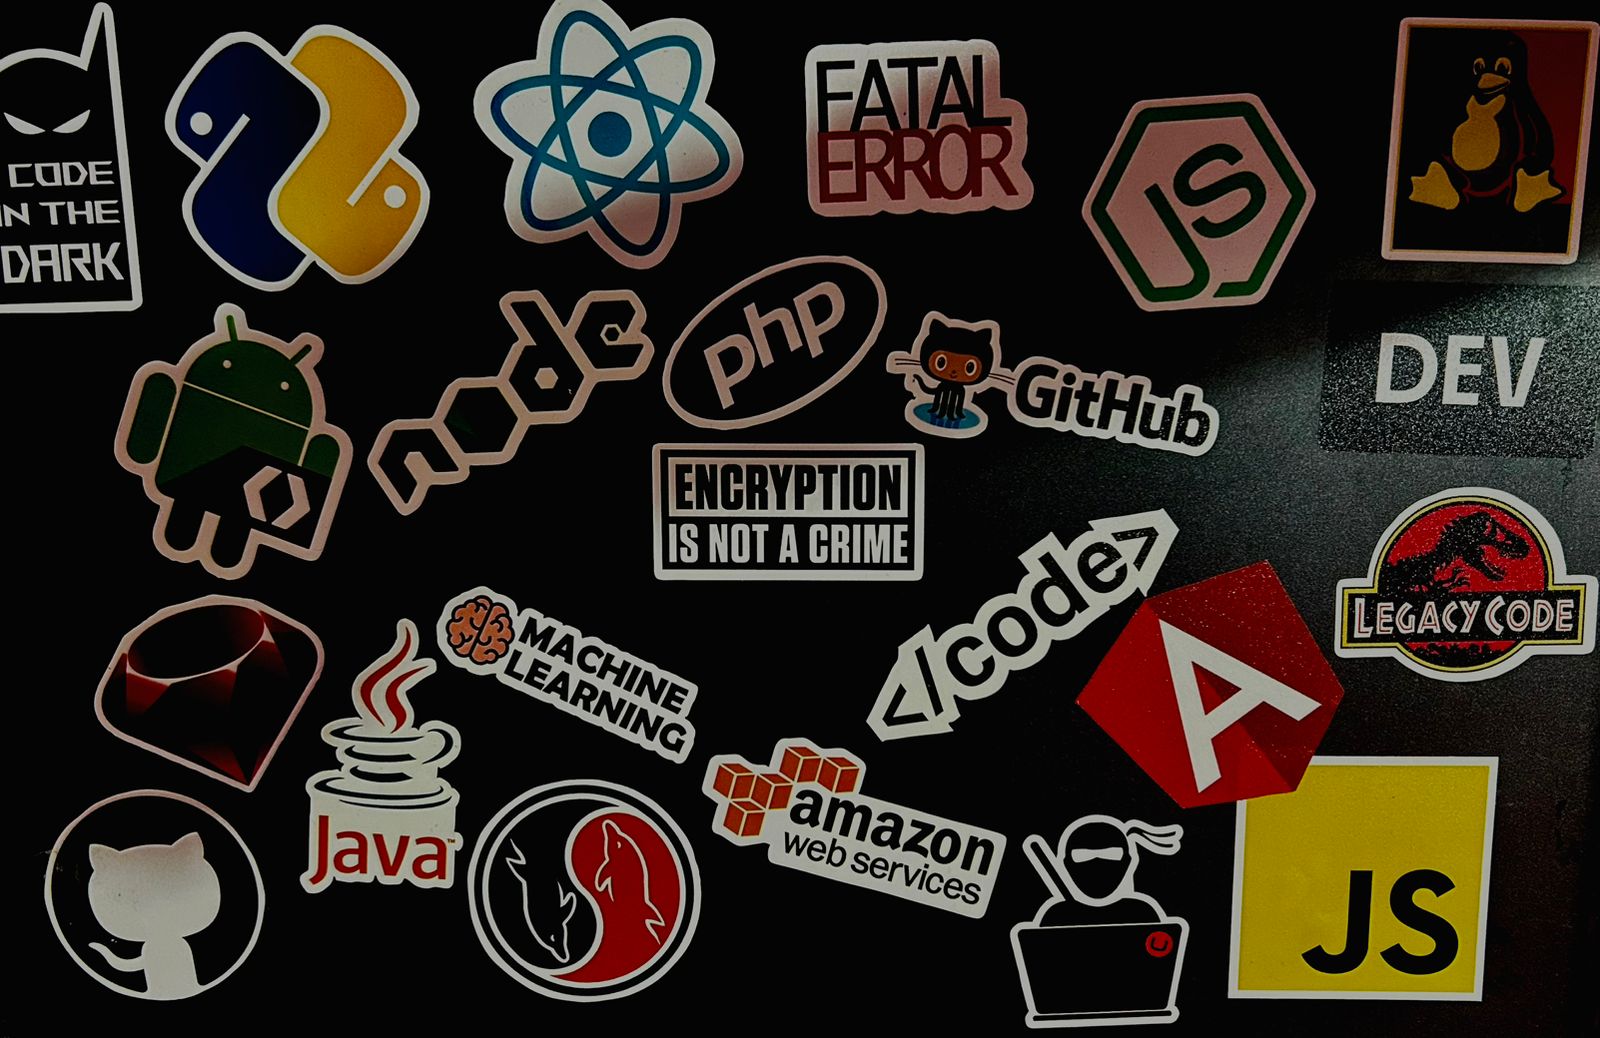 CODE
IN THE
DARK
FATAL
ERROR
JS
DEV
node
php
GitHub
ENCRYPTION
IS NOT A CRIME
</code>
LEGACY CODE
MACHINE
LEARNING
Java™
A
amazon
web services
JS